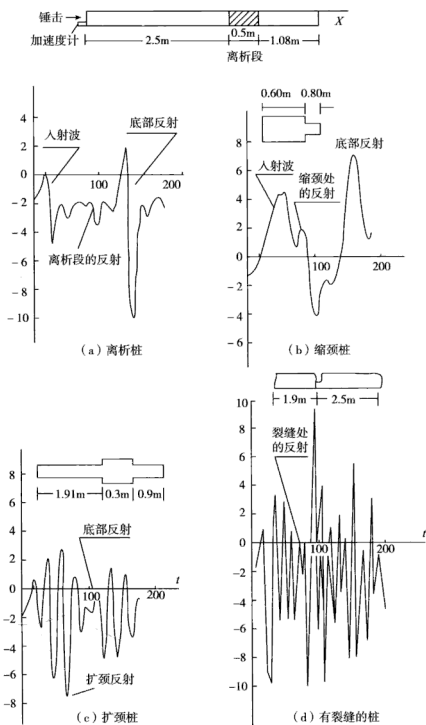 锤击
加速度计
2.5m
0.5m
1.08m
X
离析段
4
2
0
-2
-4
-6
-8
-10
100
200
入射波
底部反射
离析段的反射
(a) 离析桩
0.60m
0.80m
8
6
4
2
0
-2
-4
-6
100
200
入射波
缩颈处
的反射
底部反射
(b) 缩颈桩
1.91m
0.3m
0.9m
8
6
4
2
0
-2
-4
-6
-8
100
200
t
底部反射
扩颈反射
(c) 扩颈桩
1.9m
2.5m
10
8
6
4
2
0
-2
-4
-6
-8
-10
100
200
t
裂缝处
的反射
(d) 有裂缝的桩